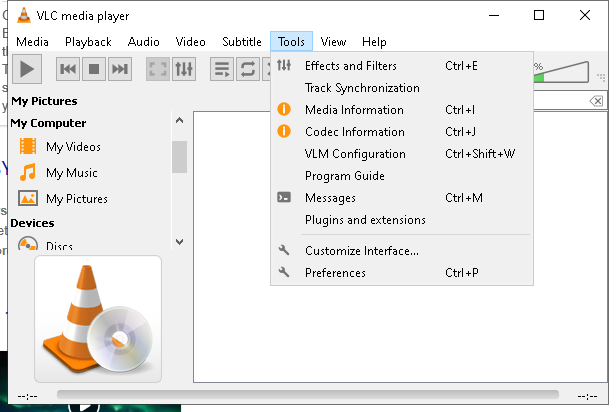 VLC media player
Media Playback Audio Video Subtitle Tools View Help
Effects and Filters Ctrl+E
Track Synchronization
Media Information Ctrl+I
Codec Information Ctrl+J
VLM Configuration Ctrl+Shift+W
Program Guide
Messages Ctrl+M
Plugins and extensions
Customize Interface...
Preferences Ctrl+P
%
My Pictures
My Computer
My Videos
My Music
My Pictures
Devices
Discs
--:-- --:--